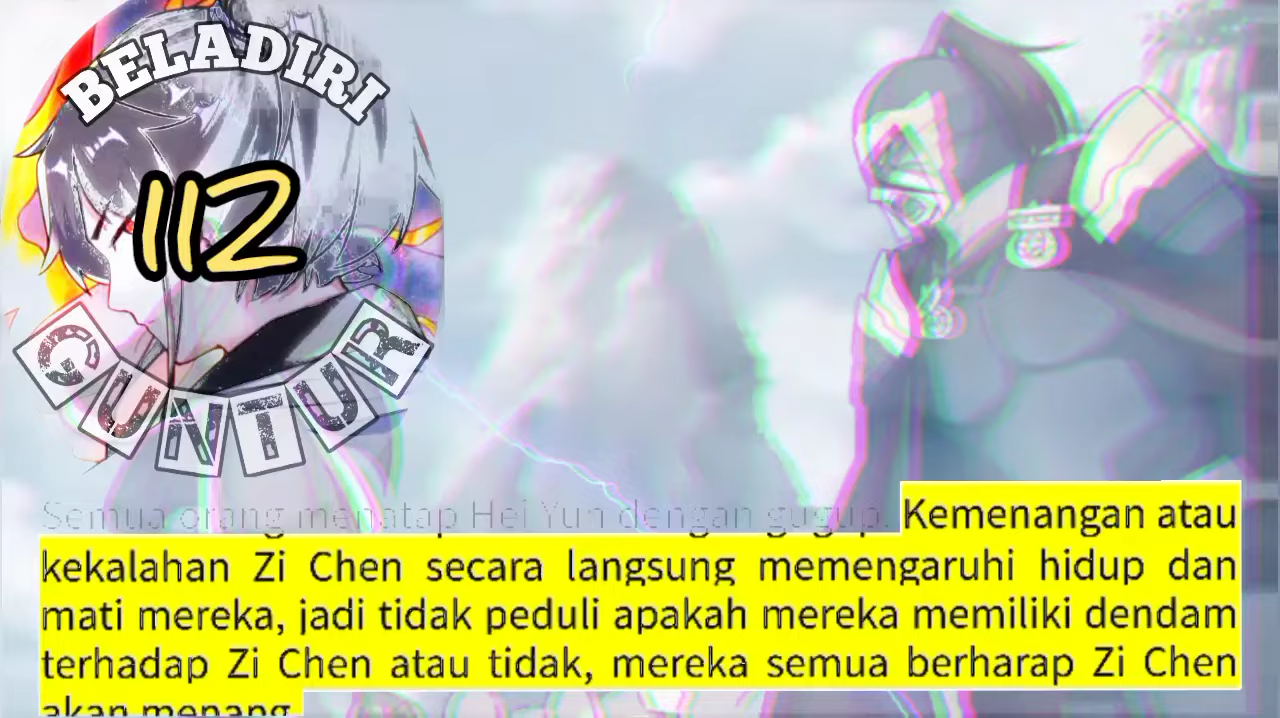 BELADIRI
112
GUNTUR
Semua orang menatap Hei Yun dengan gugup. Kemenangan atau
kekalahan Zi Chen secara langsung memengaruhi hidup dan
mati mereka, jadi tidak peduli apakah mereka memiliki dendam
terhadap Zi Chen atau tidak, mereka semua berharap Zi Chen
akan menang.